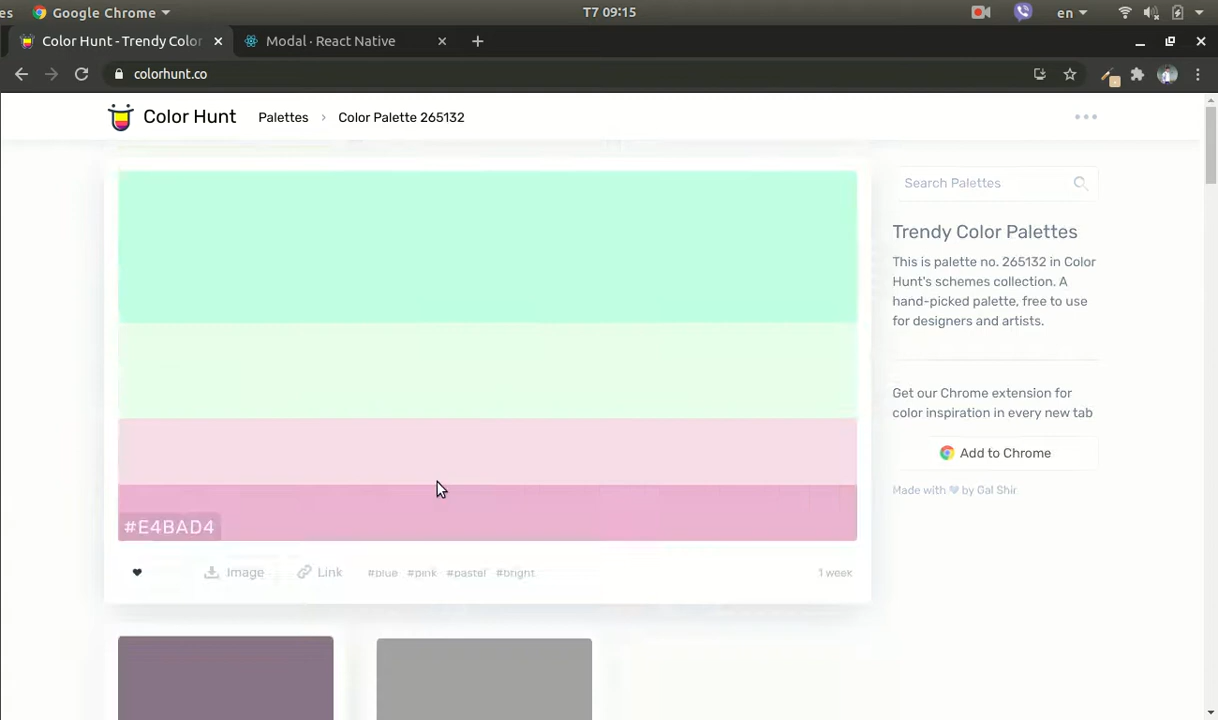 es Google Chrome T7 09:15 en
Color Hunt - Trendy Color Modal · React Native
colorhunt.co
Color Hunt Palettes › Color Palette 265132
Search Palettes
Trendy Color Palettes
This is palette no. 265132 in Color
Hunt's schemes collection. A
hand-picked palette, free to use
for designers and artists.
Get our Chrome extension for
color inspiration in every new tab
Add to Chrome
Made with by Gal Shir
#E4BAD4
Image Link #blue #pink #pastel #bright 1 week